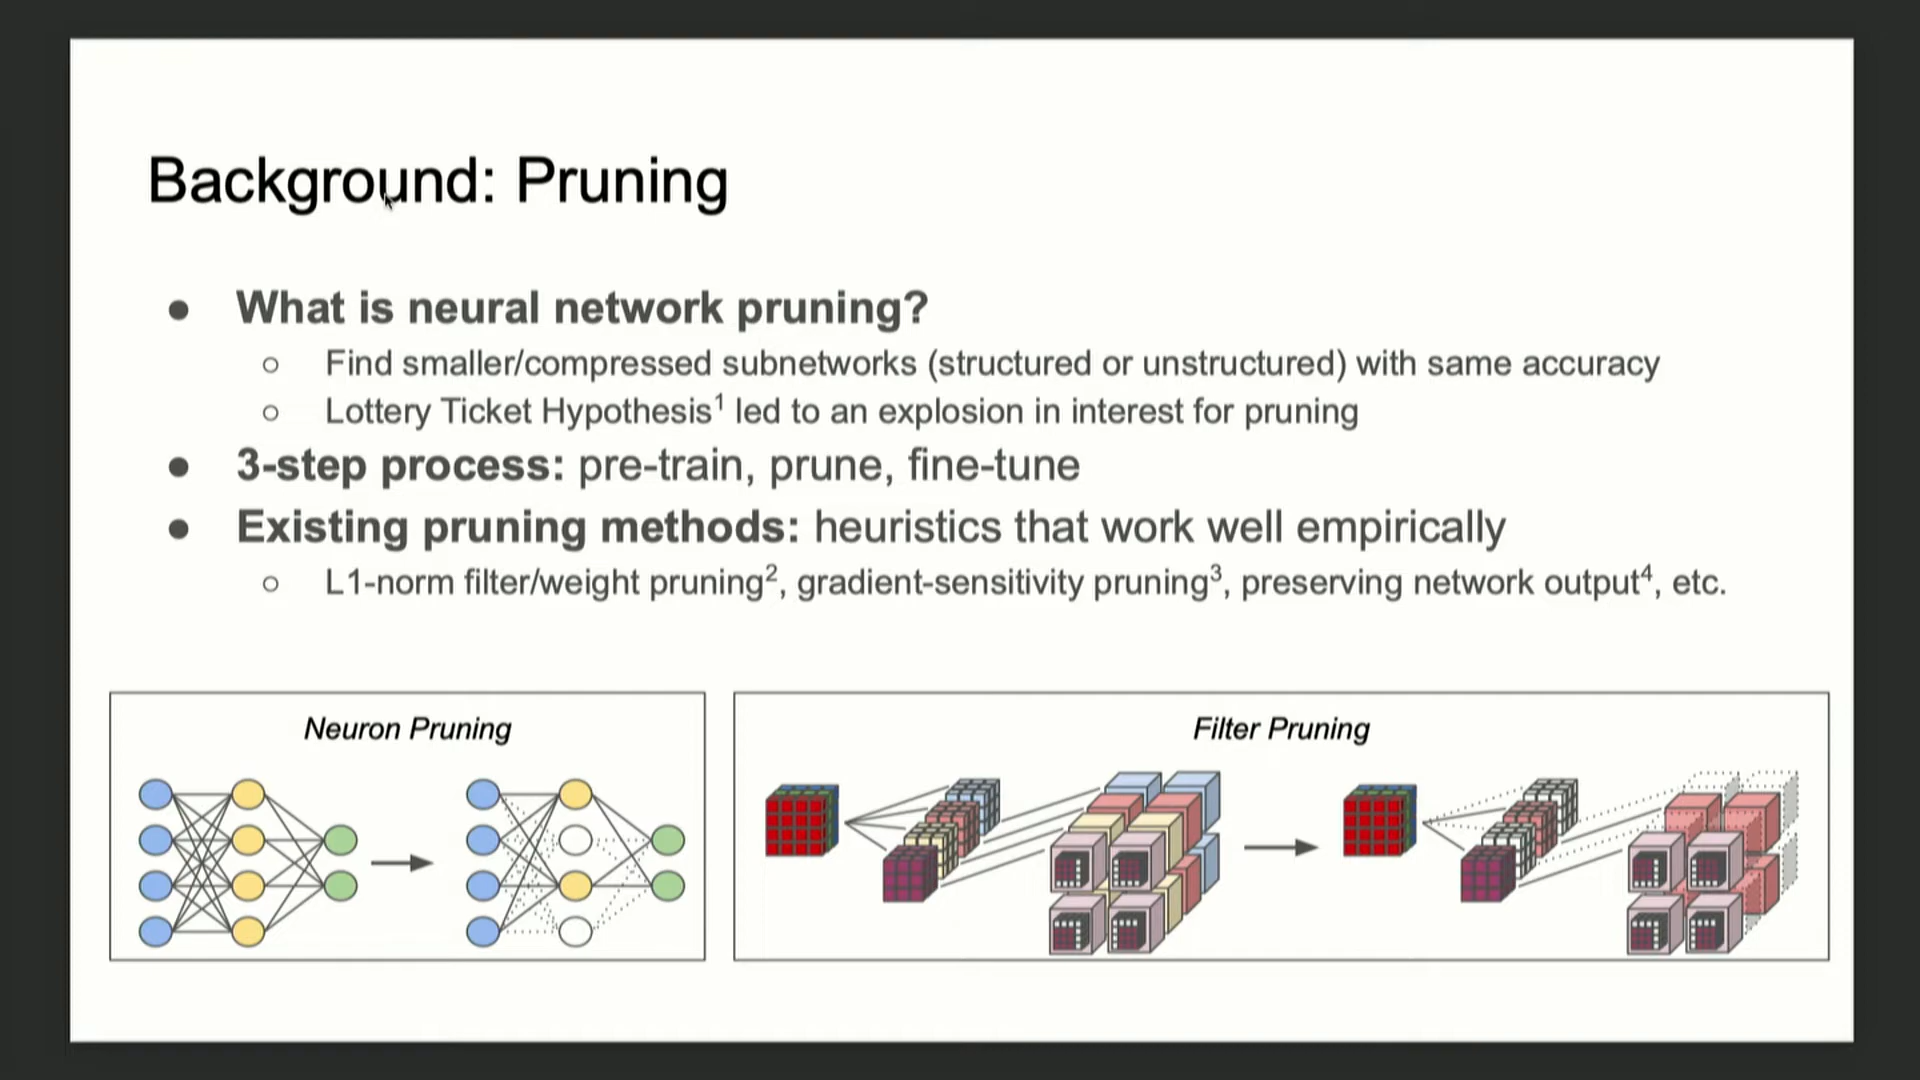 Background: Pruning
● What is neural network pruning?
○ Find smaller/compressed subnetworks (structured or unstructured) with same accuracy
○ Lottery Ticket Hypothesis¹ led to an explosion in interest for pruning
● 3-step process: pre-train, prune, fine-tune
● Existing pruning methods: heuristics that work well empirically
○ L1-norm filter/weight pruning², gradient-sensitivity pruning³, preserving network output⁴, etc.
Neuron Pruning
Filter Pruning